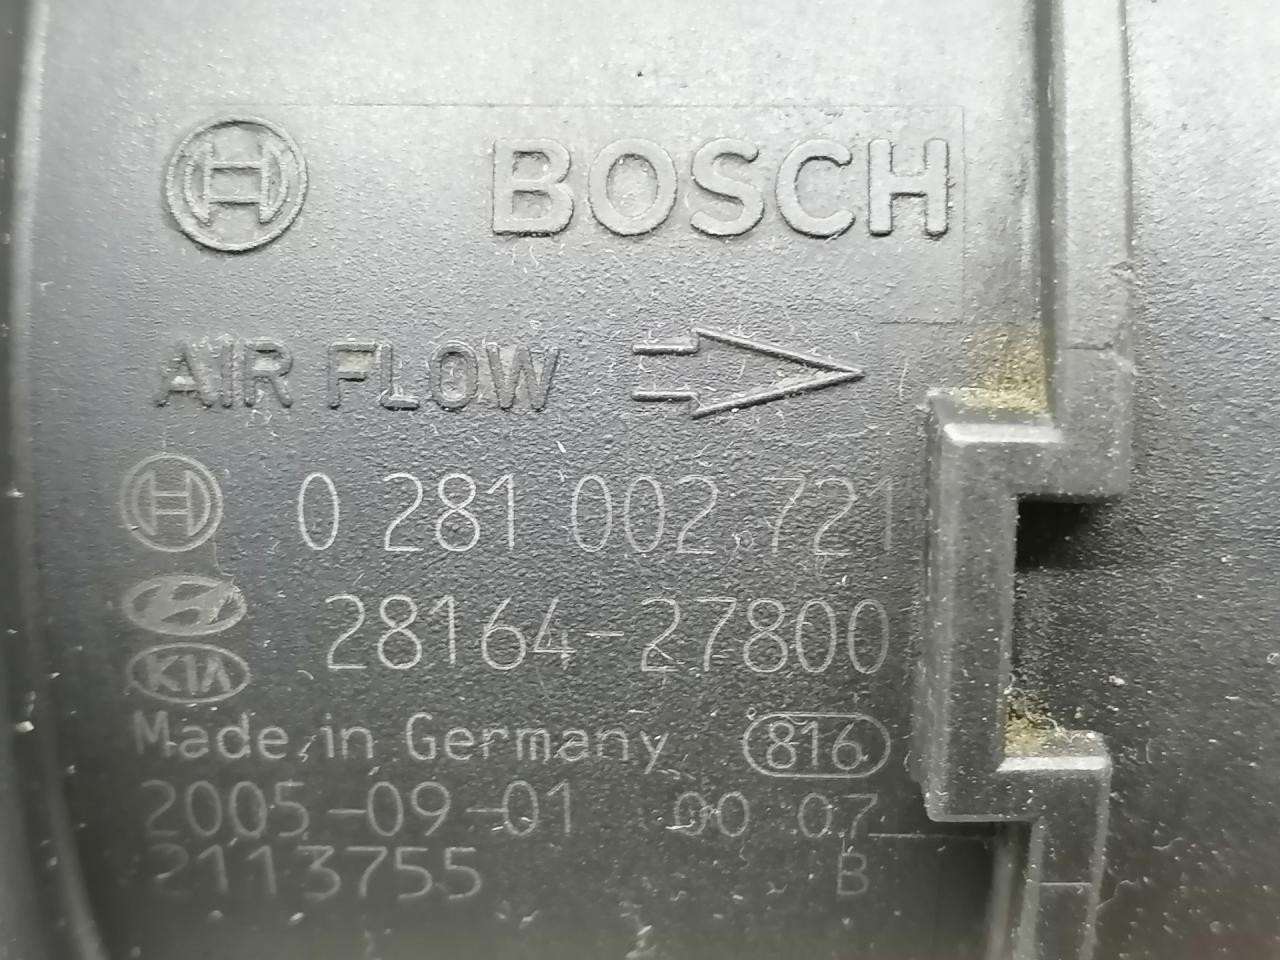 BOSCH
AIR FLOW
0 281 002 721
28164-27800
KIA
Made in Germany 816
2005-09-01 00 07
2113755 B